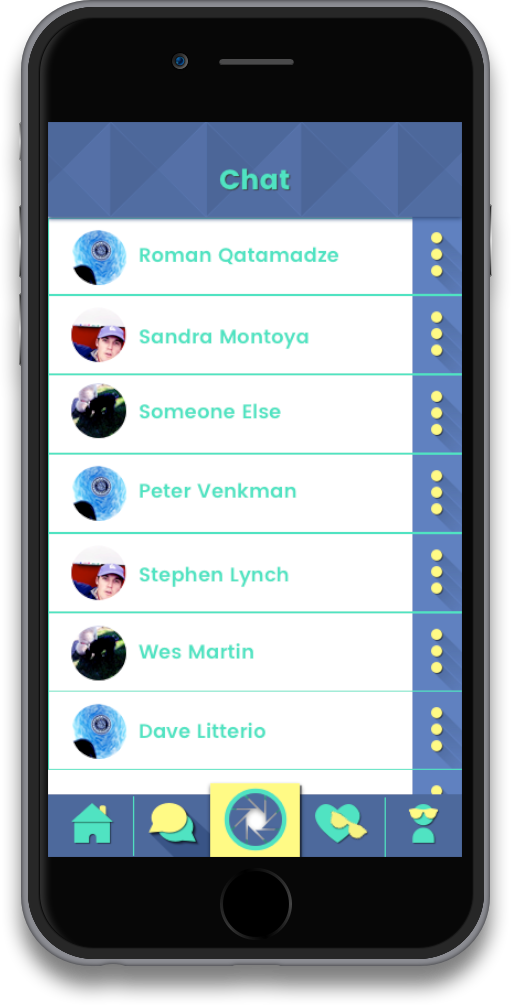 Chat
Roman Qatamadze
Sandra Montoya
Someone Else
Peter Venkman
Stephen Lynch
Wes Martin
Dave Litterio